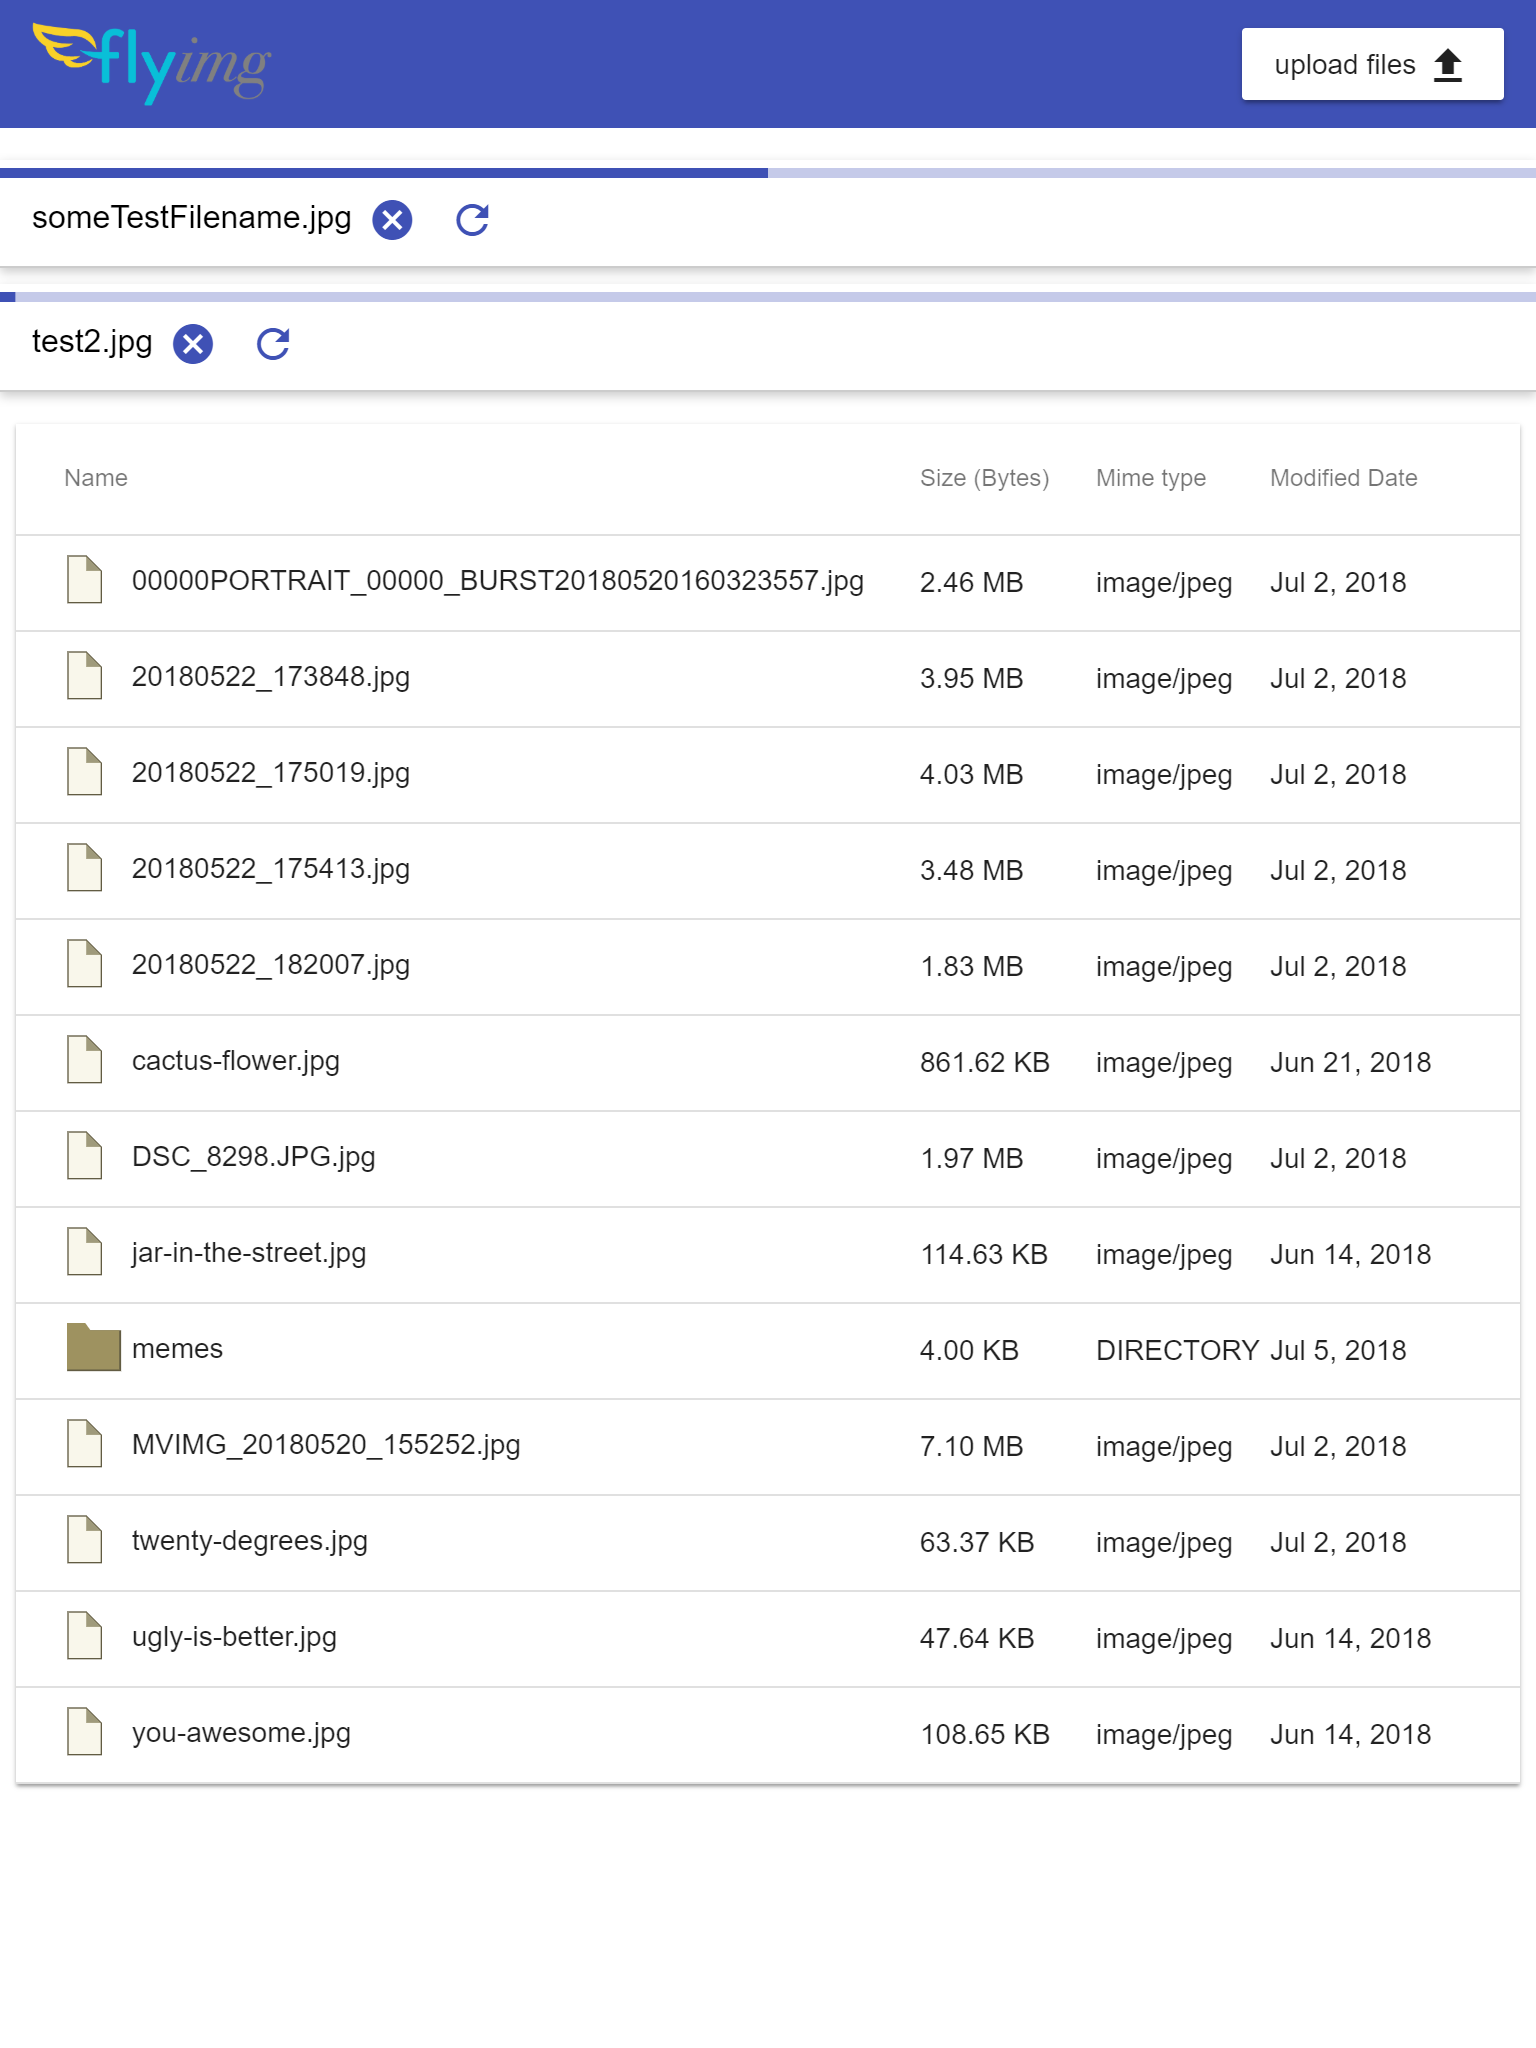 flyimg
upload files
someTestFilename.jpg
test2.jpg
Name Size (Bytes) Mime type Modified Date
00000PORTRAIT_00000_BURST20180520160323557.jpg 2.46 MB image/jpeg Jul 2, 2018
20180522_173848.jpg 3.95 MB image/jpeg Jul 2, 2018
20180522_175019.jpg 4.03 MB image/jpeg Jul 2, 2018
20180522_175413.jpg 3.48 MB image/jpeg Jul 2, 2018
20180522_182007.jpg 1.83 MB image/jpeg Jul 2, 2018
cactus-flower.jpg 861.62 KB image/jpeg Jun 21, 2018
DSC_8298.JPG.jpg 1.97 MB image/jpeg Jul 2, 2018
jar-in-the-street.jpg 114.63 KB image/jpeg Jun 14, 2018
memes 4.00 KB DIRECTORY Jul 5, 2018
MVIMG_20180520_155252.jpg 7.10 MB image/jpeg Jul 2, 2018
twenty-degrees.jpg 63.37 KB image/jpeg Jul 2, 2018
ugly-is-better.jpg 47.64 KB image/jpeg Jun 14, 2018
you-awesome.jpg 108.65 KB image/jpeg Jun 14, 2018